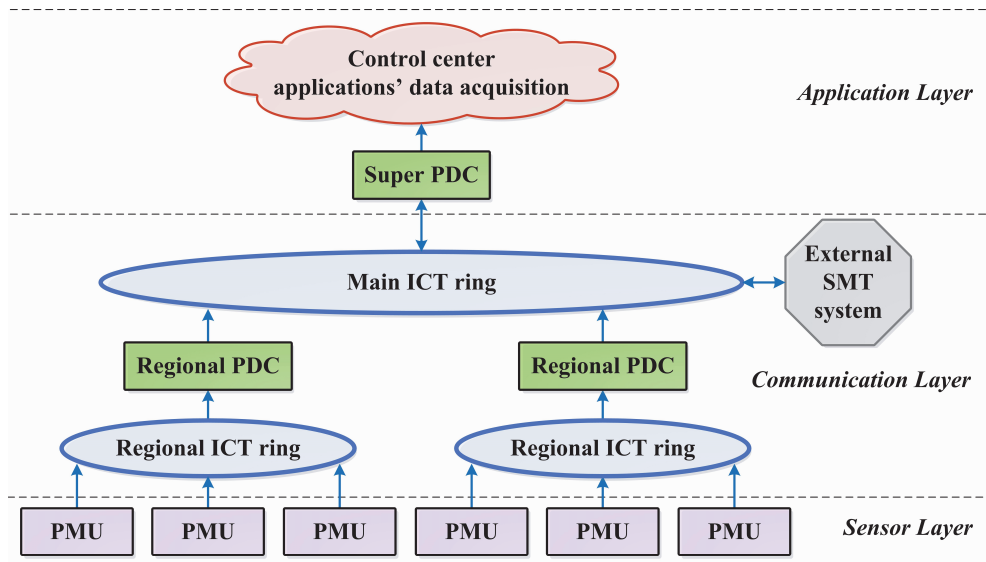 Control center
applications' data acquisition
Application Layer
Super PDC
Main ICT ring
External
SMT
system
Regional PDC
Regional PDC
Communication Layer
Regional ICT ring
Regional ICT ring
PMU
PMU
PMU
PMU
PMU
PMU
Sensor Layer